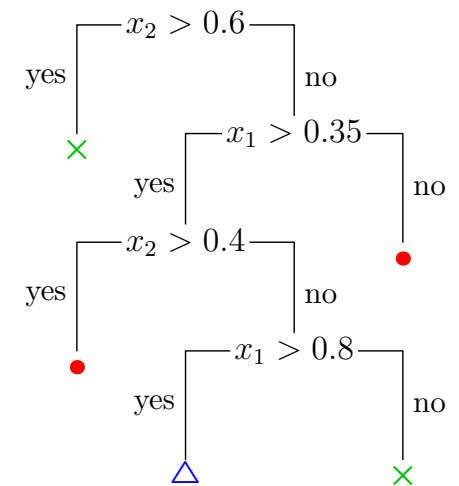 x₂ > 0.6
yes
no
x₁ > 0.35
yes
no
x₂ > 0.4
yes
no
x₁ > 0.8
yes
no